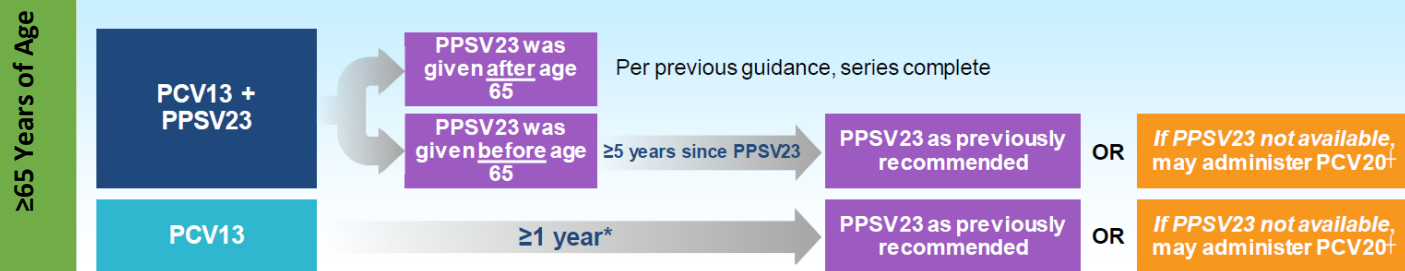 ≥65 Years of Age
PCV13 +
PPSV23
PPSV23 was
given after age
65
Per previous guidance, series complete
PPSV23 was
given before age
65
≥5 years since PPSV23
PPSV23 as previously
recommended
OR
If PPSV23 not available,
may administer PCV20†
PCV13
≥1 year*
PPSV23 as previously
recommended
OR
If PPSV23 not available,
may administer PCV20†